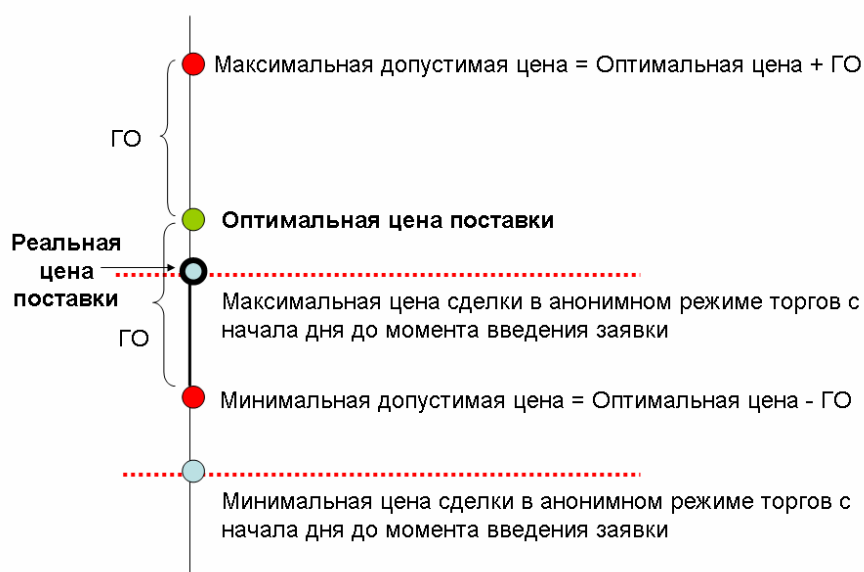 Максимальная допустимая цена = Оптимальная цена + ГО
ГО
Оптимальная цена поставки
Реальная
цена
поставки
Максимальная цена сделки в анонимном режиме торгов с
начала дня до момента введения заявки
ГО
Минимальная допустимая цена = Оптимальная цена - ГО
Минимальная цена сделки в анонимном режиме торгов с
начала дня до момента введения заявки